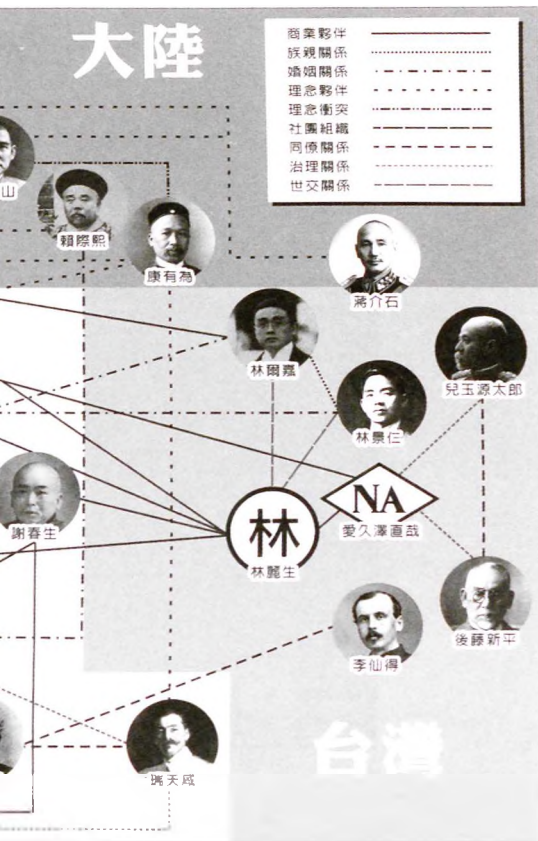 大陸
商業夥伴
族親關係
婚姻關係
理念夥伴
理念衝突
社團組織
同僚關係
治理關係
世交關係
山
賴際熙
康有為
蔣介石
林爾嘉
兒玉源太郎
林景仁
謝春生
林
林麗生
NA
愛久澤直哉
後藤新平
李仙得
瑞天咸
台灣